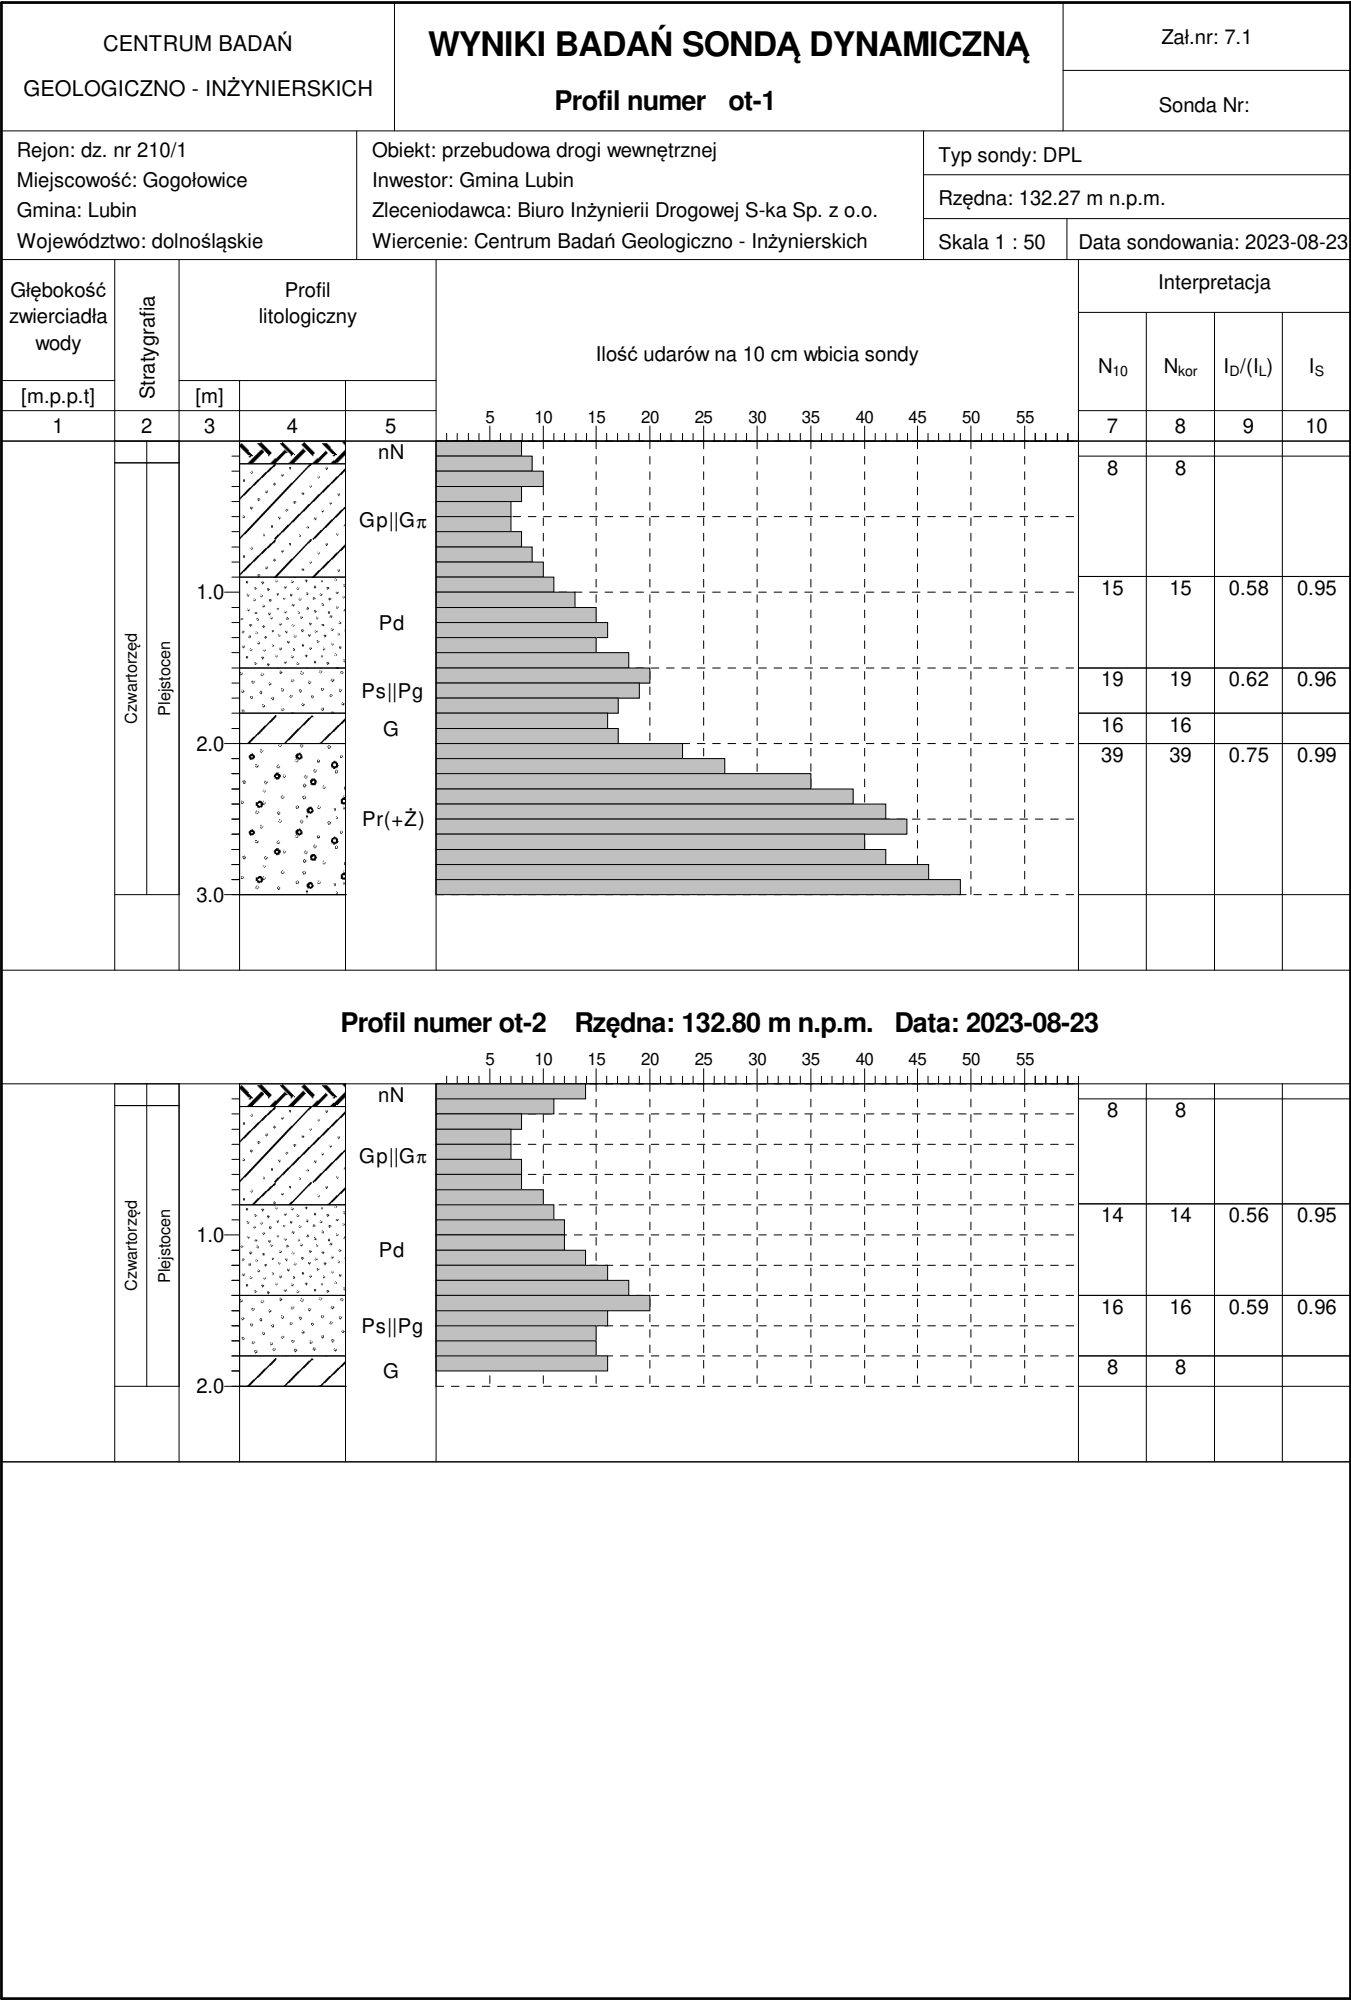 CENTRUM BADAŃ
GEOLOGICZNO - INŻYNIERSKICH
WYNIKI BADAŃ SONDĄ DYNAMICZNĄ
Profil numer ot-1
Zał.nr: 7.1
Sonda Nr:
Rejon: dz. nr 210/1
Miejscowość: Gogołowice
Gmina: Lubin
Województwo: dolnośląskie
Obiekt: przebudowa drogi wewnętrznej
Inwestor: Gmina Lubin
Zleceniodawca: Biuro Inżynierii Drogowej S-ka Sp. z o.o.
Wiercenie: Centrum Badań Geologiczno - Inżynierskich
Typ sondy: DPL
Rzędna: 132.27 m n.p.m.
Skala 1 : 50
Data sondowania: 2023-08-23
Głębokość
zwierciadła
wody
[m.p.p.t]
Stratygrafia
Profil
litologiczny
[m]
Ilość udarów na 10 cm wbicia sondy
Interpretacja
N10 Nkor ID/(IL) IS
5 10 15 20 25 30 35 40 45 50 55
1 2 3 4 5 7 8 9 10
nN
8 8
Gp||Gπ
1.0
15 15 0.58 0.95
Pd
Czwartorzęd
Plejstocen
Ps||Pg
19 19 0.62 0.96
G
16 16
2.0
39 39 0.75 0.99
Pr(+Ż)
3.0
Profil numer ot-2 Rzędna: 132.80 m n.p.m. Data: 2023-08-23
5 10 15 20 25 30 35 40 45 50 55
nN
8 8
Gp||Gπ
14 14 0.56 0.95
1.0
Pd
Czwartorzęd
Plejstocen
16 16 0.59 0.96
Ps||Pg
G
8 8
2.0